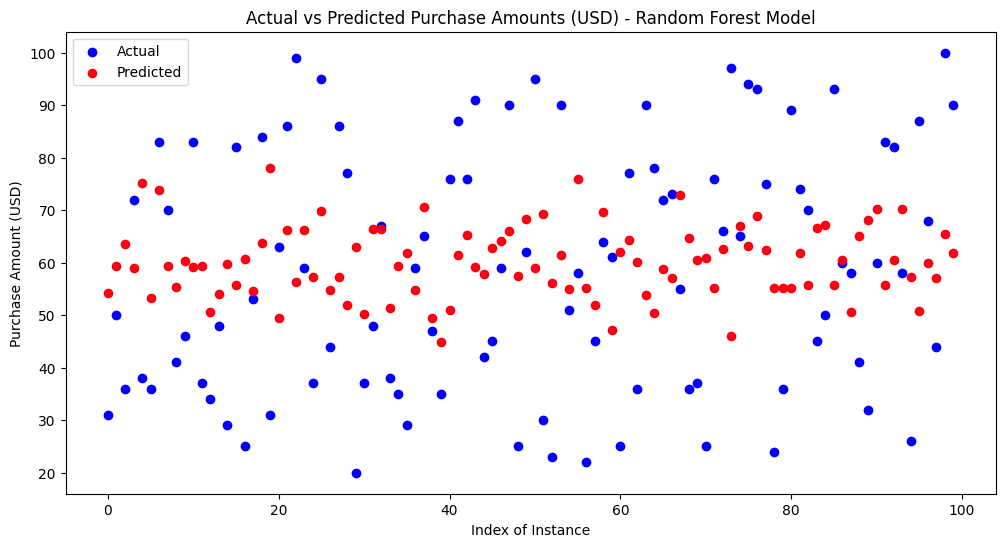 Actual vs Predicted Purchase Amounts (USD) - Random Forest Model
Actual
Predicted
Purchase Amount (USD)
100
90
80
70
60
50
40
30
20
0 20 40 60 80 100
Index of Instance